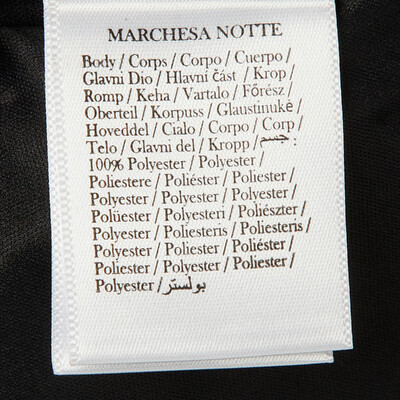 MARCHESA NOTTE
Body / Corps / Corpo / Cuerpo /
Glavni Dio / Hlavní část / Krop /
Romp / Keha / Vartalo / Főrész /
Oberteil / Korpuss / Glaustinukė /
Hoveddel / Cialo / Corpo / Corp /
Telo / Glavni del / Kropp / جسم :
100% Polyester / Polyester /
Poliestere / Poliéster / Poliester /
Polyester / Polyester / Polyester /
Polüester / Polyesteri / Poliészter /
Polyester / Poliesteris / Poliesteris /
Polyester / Poliester / Poliéster /
Poliester / Polyester / Poliester /
Polyester / بولستر